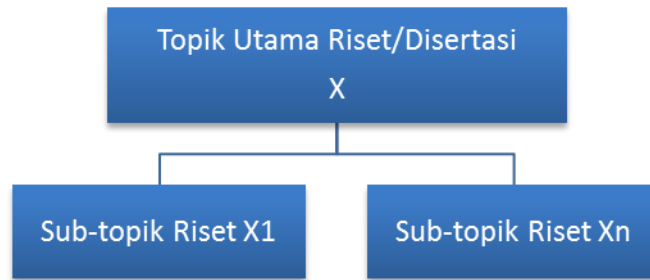 Topik Utama Riset/Disertasi
X
Sub-topik Riset X1
Sub-topik Riset Xn